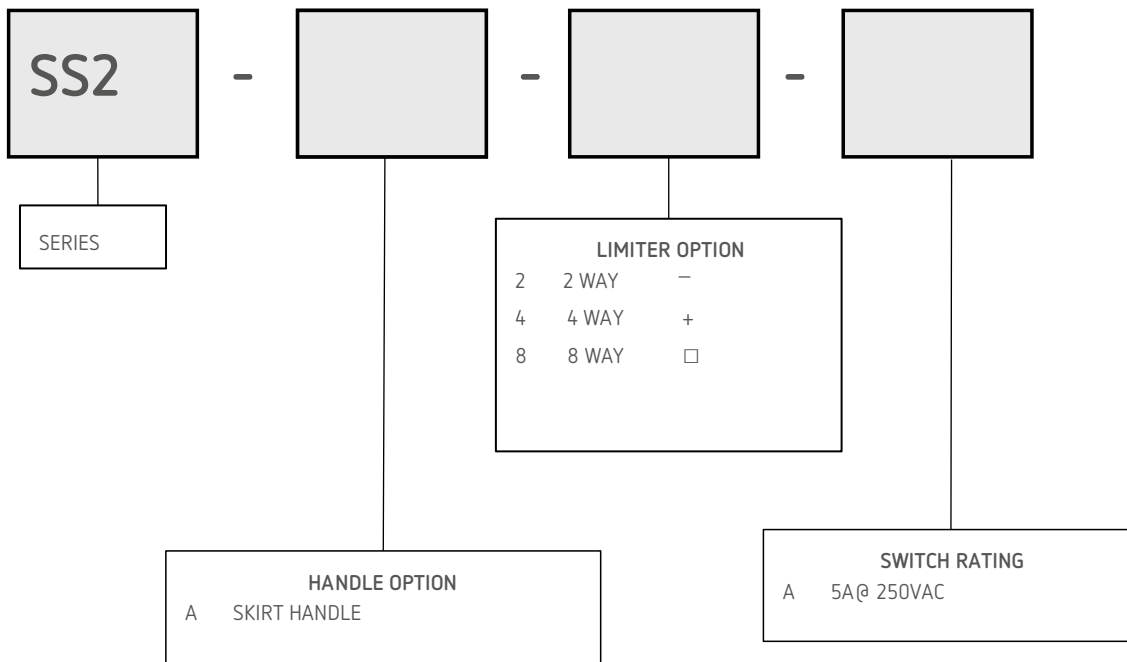 SS2 - - -
SERIES
LIMITER OPTION
2 2 WAY —
4 4 WAY +
8 8 WAY □
HANDLE OPTION
A SKIRT HANDLE
SWITCH RATING
A 5A@ 250VAC